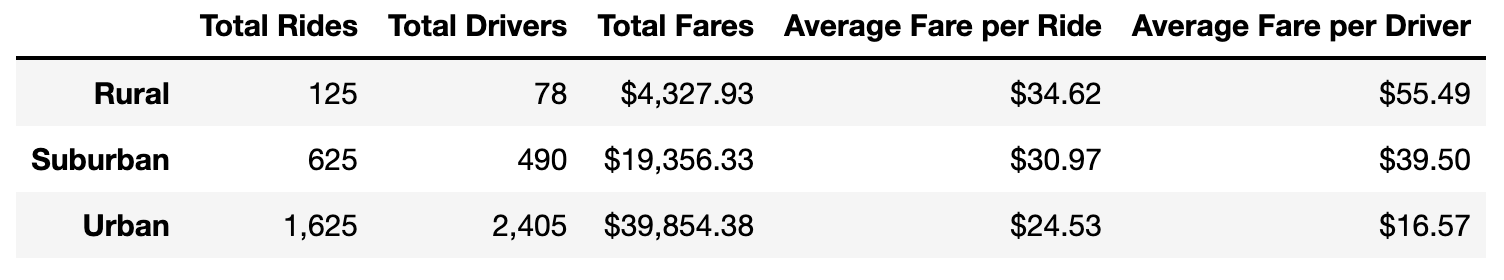 Total Rides Total Drivers Total Fares Average Fare per Ride Average Fare per Driver
Rural 125 78 $4,327.93 $34.62 $55.49
Suburban 625 490 $19,356.33 $30.97 $39.50
Urban 1,625 2,405 $39,854.38 $24.53 $16.57